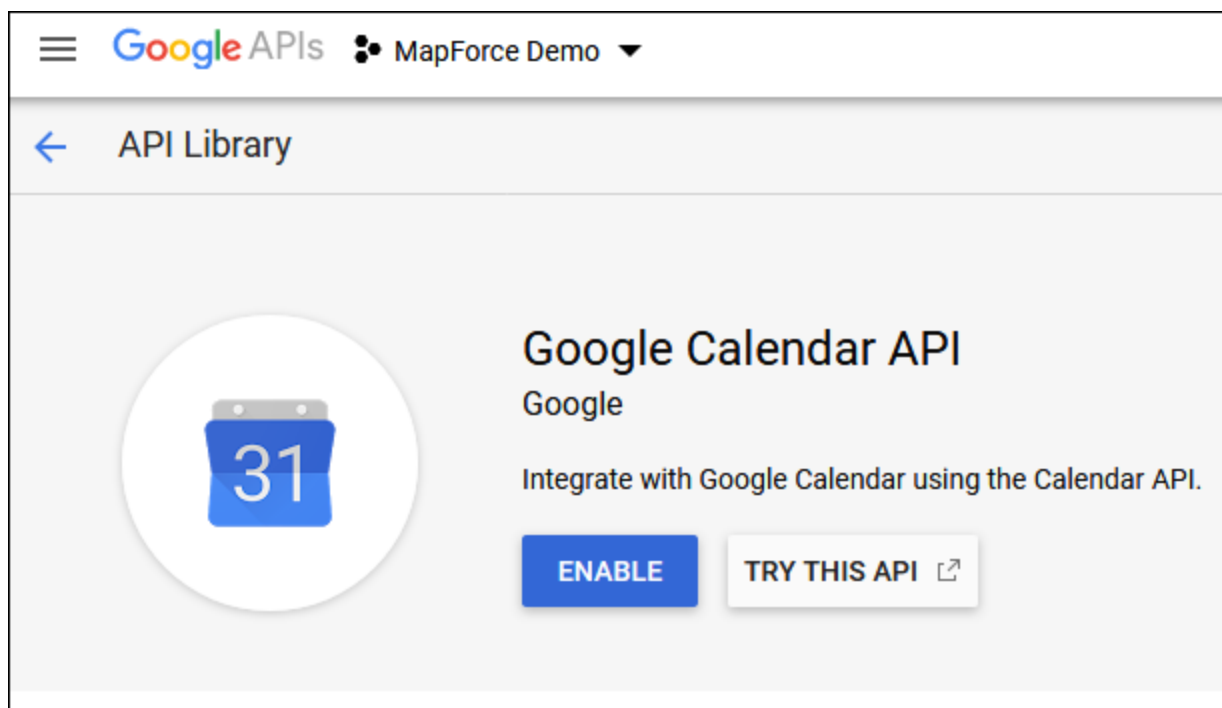 Google APIs MapForce Demo
API Library
31
Google Calendar API
Google
Integrate with Google Calendar using the Calendar API.
ENABLE TRY THIS API